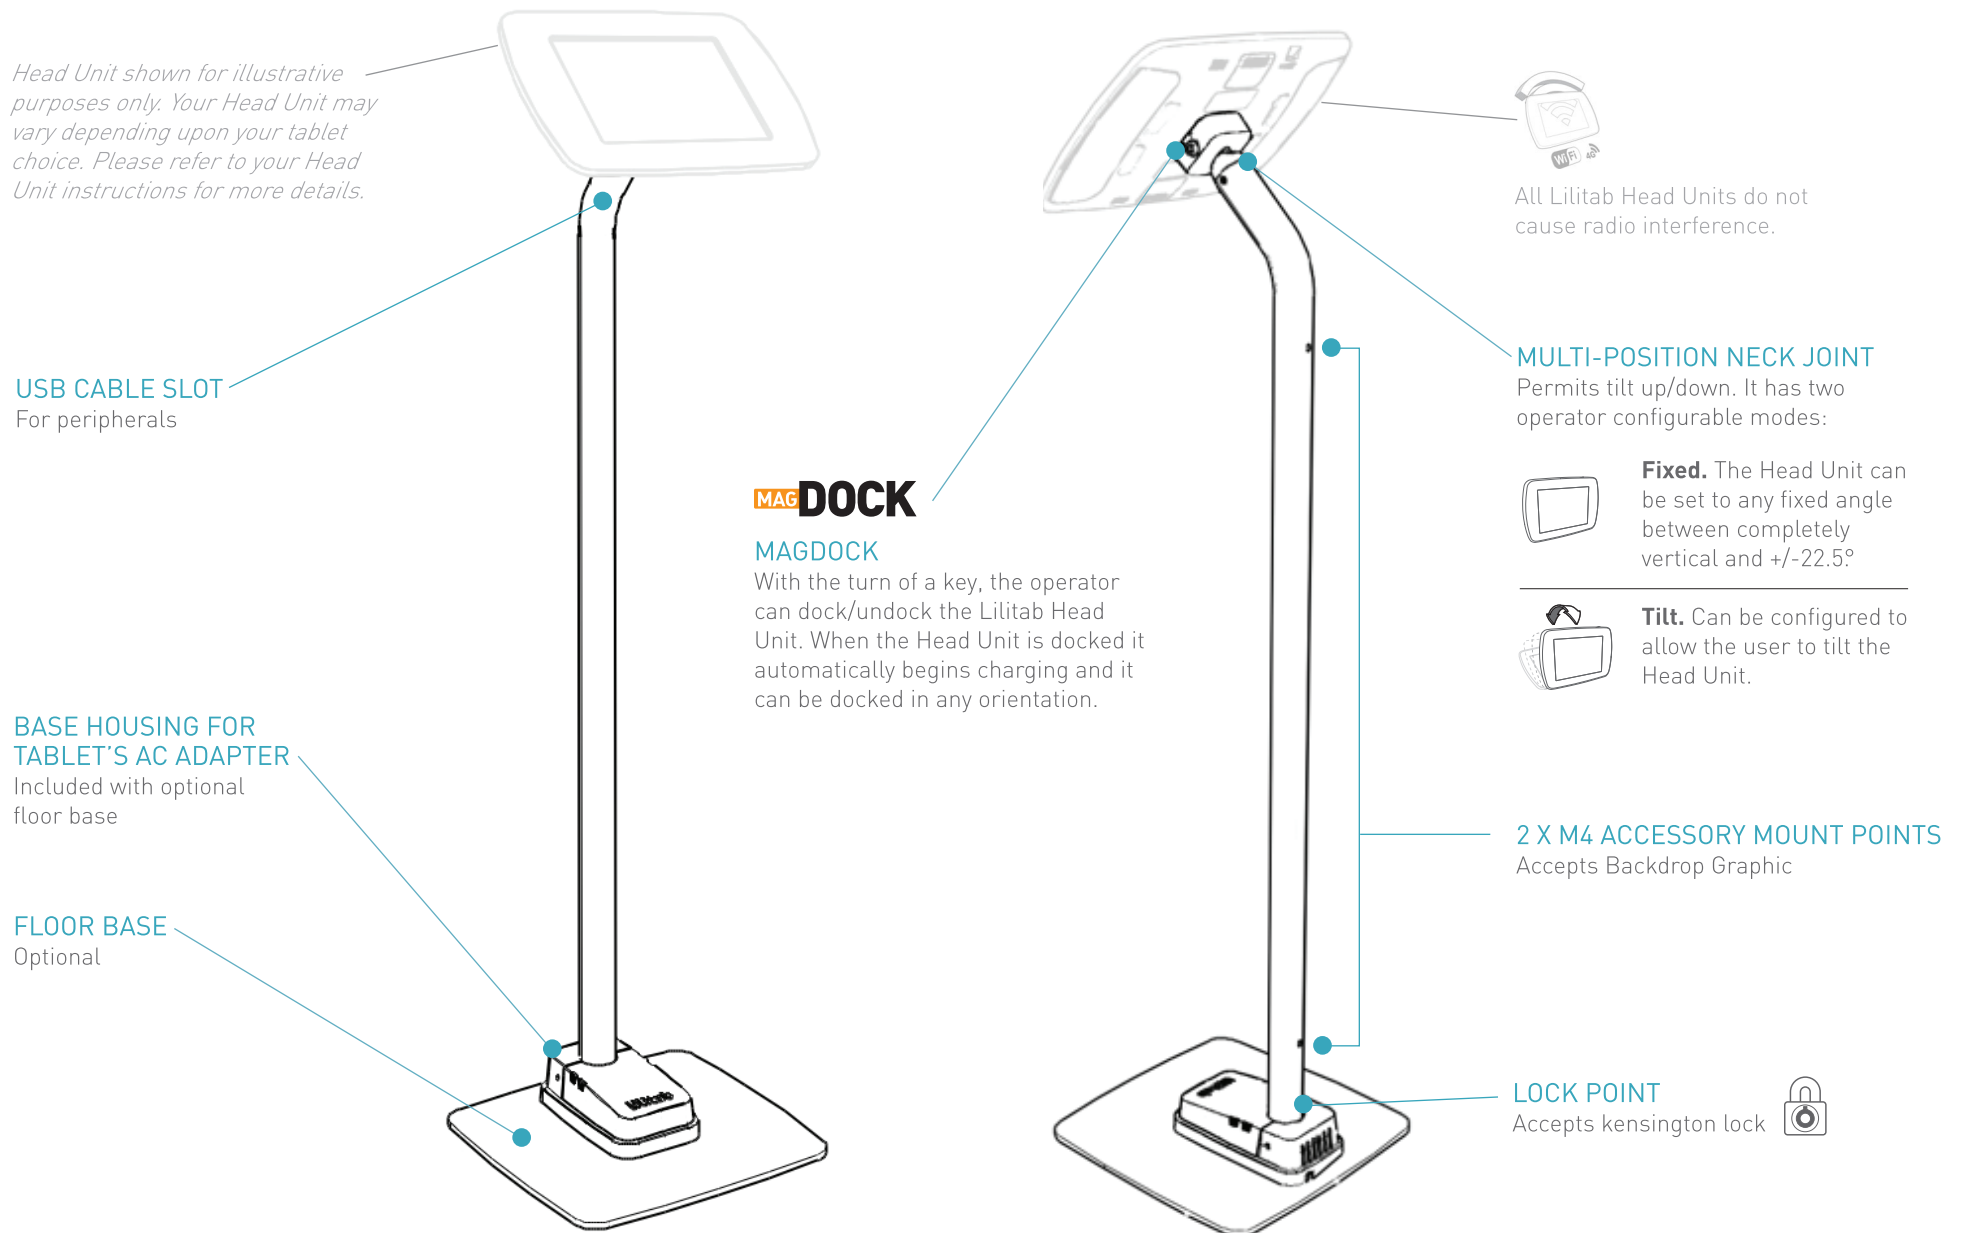 Head Unit shown for illustrative
purposes only. Your Head Unit may
vary depending upon your tablet
choice. Please refer to your Head
Unit instructions for more details.
USB CABLE SLOT
For peripherals
BASE HOUSING FOR
TABLET'S AC ADAPTER
Included with optional
floor base
FLOOR BASE
Optional
MAGDOCK
MAGDOCK
With the turn of a key, the operator
can dock/undock the Lilitab Head
Unit. When the Head Unit is docked it
automatically begins charging and it
can be docked in any orientation.
WiFi 4G
All Lilitab Head Units do not
cause radio interference.
MULTI-POSITION NECK JOINT
Permits tilt up/down. It has two
operator configurable modes:
Fixed. The Head Unit can
be set to any fixed angle
between completely
vertical and +/-22.5°.
Tilt. Can be configured to
allow the user to tilt the
Head Unit.
2 X M4 ACCESSORY MOUNT POINTS
Accepts Backdrop Graphic
LOCK POINT
Accepts kensington lock